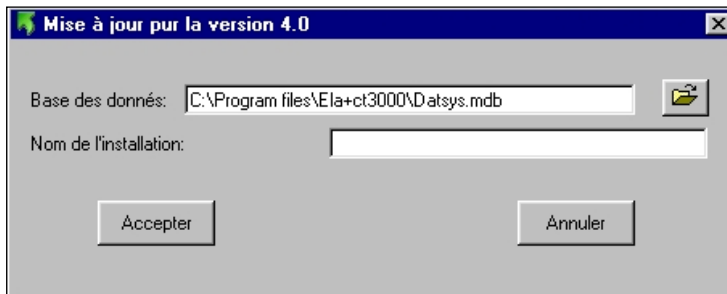 Mise à jour pur la version 4.0
Base des donnés: C:\Program files\Ela+ct3000\Datsys.mdb
Nom de l'installation:
Accepter Annuler